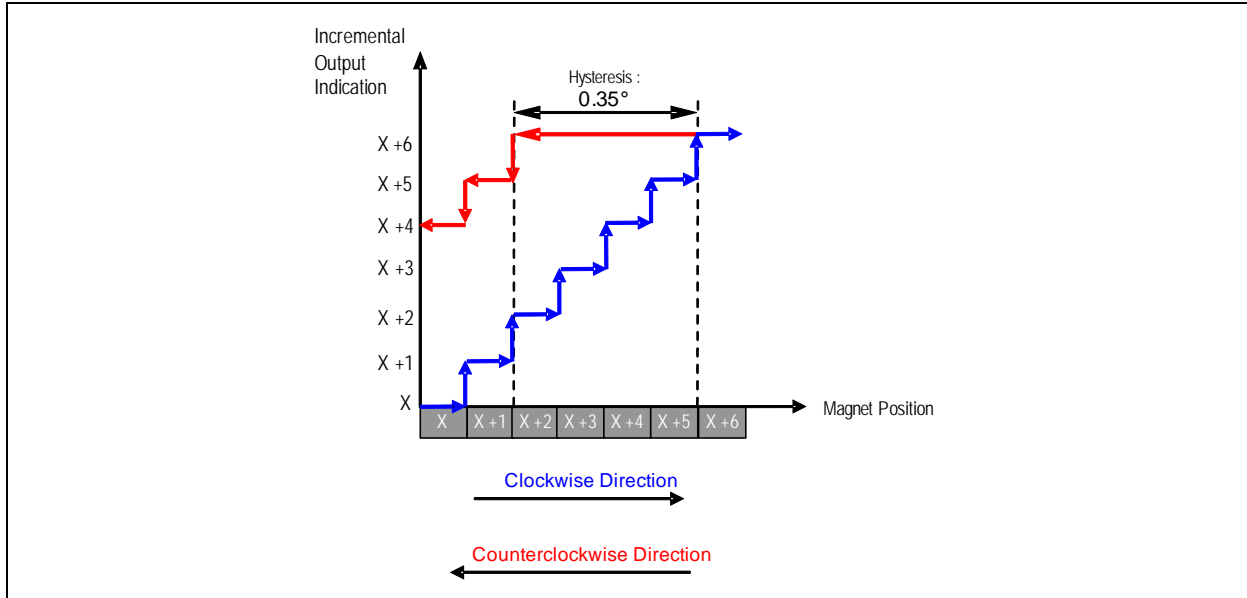 Incremental
Output
Indication
Hysteresis :
0.35°
X +6
X +5
X +4
X +3
X +2
X +1
X
X X +1 X +2 X +3 X +4 X +5 X +6
Magnet Position
Clockwise Direction
Counterclockwise Direction